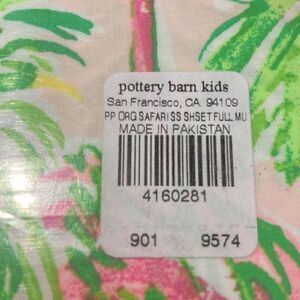 pottery barn kids
San Francisco, CA. 94109
PP ORG SAFARI SS SHSET FULL MU
MADE IN PAKISTAN
4160281
901 9574